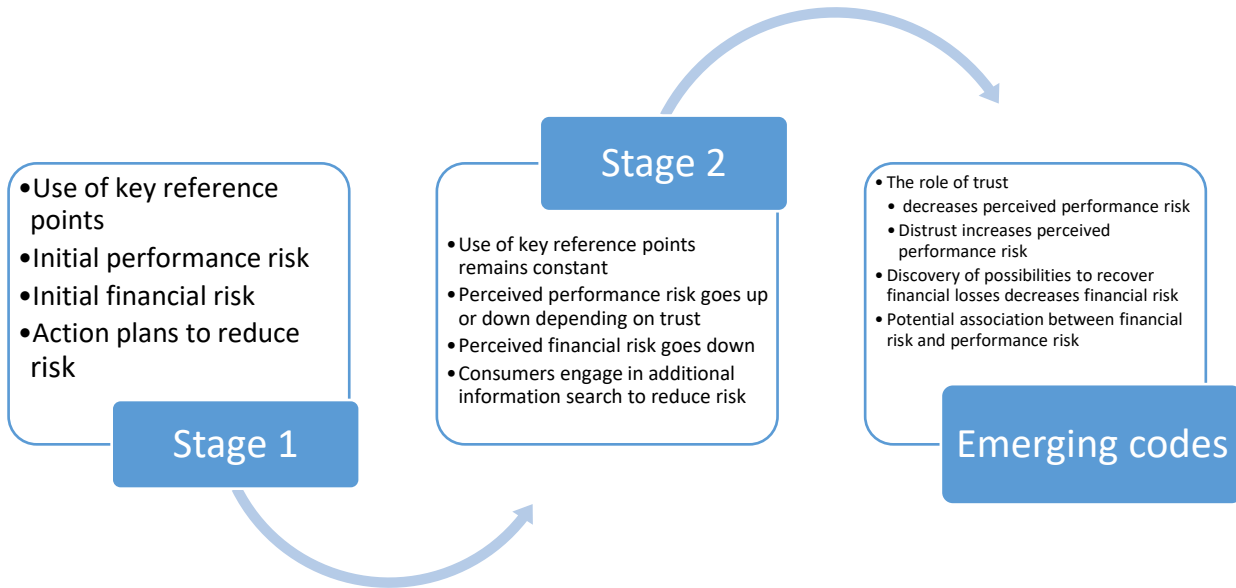 •Use of key reference
points
•Initial performance risk
•Initial financial risk
•Action plans to reduce
risk
Stage 1
Stage 2
•Use of key reference points
remains constant
•Perceived performance risk goes up
or down depending on trust
•Perceived financial risk goes down
•Consumers engage in additional
information search to reduce risk
•The role of trust
• decreases perceived performance risk
•Distrust increases perceived
performance risk
•Discovery of possibilities to recover
financial losses decreases financial risk
•Potential association between financial
risk and performance risk
Emerging codes